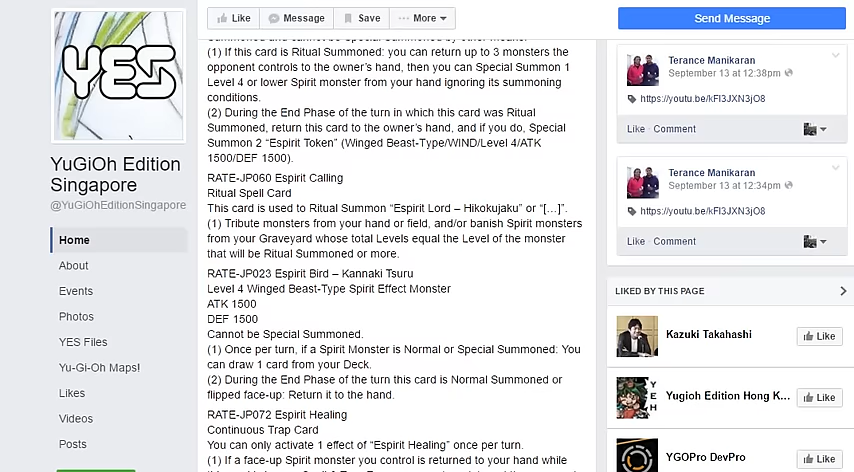 Like
Message
Save
More
Send Message
YES
YuGiOh Edition
Singapore
@YuGiOhEditionSingapore
Home
About
Events
Photos
YES Files
Yu-Gi-Oh Maps!
Likes
Videos
Posts
Summoned and cannot be Special Summoned by other means.
(1) If this card is Ritual Summoned: you can return up to 3 monsters the
opponent controls to the owner's hand, then you can Special Summon 1
Level 4 or lower Spirit monster from your hand ignoring its summoning
conditions.
(2) During the End Phase of the turn in which this card was Ritual
Summoned, return this card to the owner's hand, and if you do, Special
Summon 2 "Espirit Token" (Winged Beast-Type/WIND/Level 4/ATK
1500/DEF 1500).
RATE-JP060 Espirit Calling
Ritual Spell Card
This card is used to Ritual Summon "Espirit Lord – Hikokujaku" or "[…]".
(1) Tribute monsters from your hand or field, and/or banish Spirit monsters
from your Graveyard whose total Levels equal the Level of the monster
that will be Ritual Summoned or more.
RATE-JP023 Espirit Bird – Kannaki Tsuru
Level 4 Winged Beast-Type Spirit Effect Monster
ATK 1500
DEF 1500
Cannot be Special Summoned.
(1) Once per turn, if a Spirit Monster is Normal or Special Summoned: You
can draw 1 card from your Deck.
(2) During the End Phase of the turn this card is Normal Summoned or
flipped face-up: Return it to the hand.
RATE-JP072 Espirit Healing
Continuous Trap Card
You can only activate 1 effect of "Espirit Healing" once per turn.
(1) If a face-up Spirit monster you control is returned to your hand while
Terance Manikaran
September 13 at 12:38pm
https://youtu.be/kFI3JXN3jO8
Like · Comment
Terance Manikaran
September 13 at 12:34pm
https://youtu.be/kFI3JXN3jO8
Like · Comment
LIKED BY THIS PAGE
Kazuki Takahashi
Like
Y E H
Yugioh Edition Hong K...
Like
YGOPro DevPro
Like